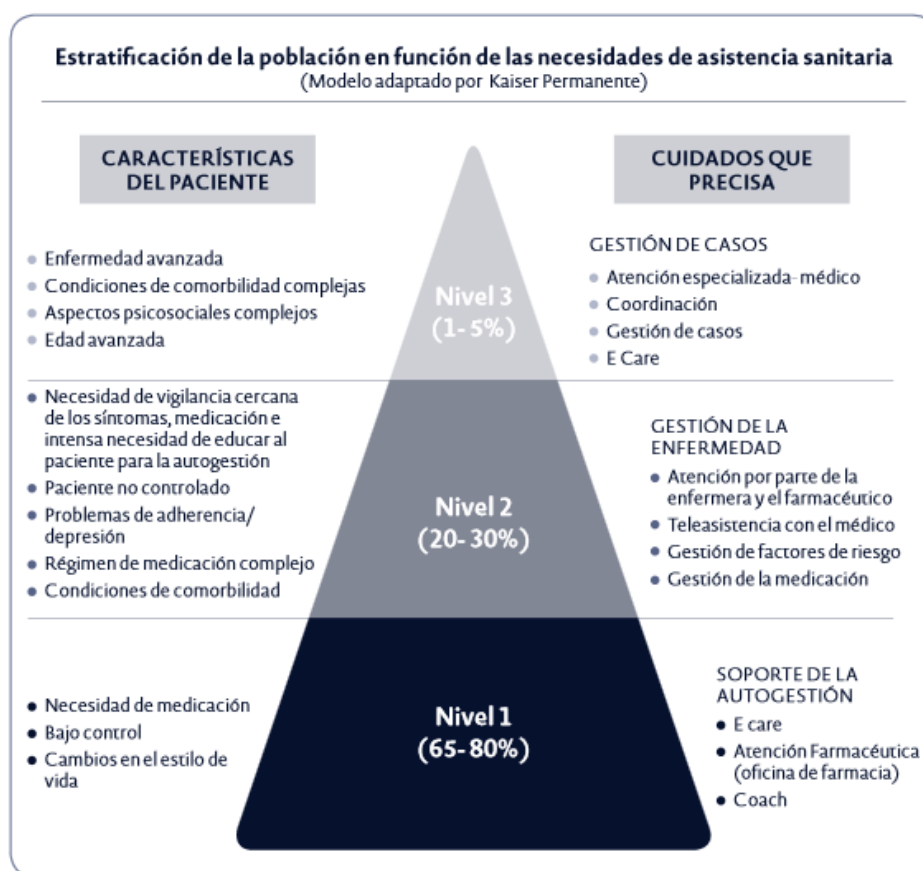 Estratificación de la población en función de las necesidades de asistencia sanitaria
(Modelo adaptado por Kaiser Permanente)
CARACTERÍSTICAS
DEL PACIENTE
CUIDADOS QUE
PRECISA
Enfermedad avanzada
Condiciones de comorbilidad complejas
Aspectos psicosociales complejos
Edad avanzada
Nivel 3
(1-5%)
GESTIÓN DE CASOS
Atención especializada-médico
Coordinación
Gestión de casos
E Care
Necesidad de vigilancia cercana
de los síntomas, medicación e
intensa necesidad de educar al
paciente para la autogestión
Paciente no controlado
Problemas de adherencia/
depresión
Régimen de medicación complejo
Condiciones de comorbilidad
Nivel 2
(20-30%)
GESTIÓN DE LA
ENFERMEDAD
Atención por parte de la
enfermera y el farmacéutico
Teleasistencia con el médico
Gestión de factores de riesgo
Gestión de la medicación
Necesidad de medicación
Bajo control
Cambios en el estilo de
vida
Nivel 1
(65-80%)
SOPORTE DE LA
AUTOGESTIÓN
E care
Atención Farmacéutica
(oficina de farmacia)
Coach